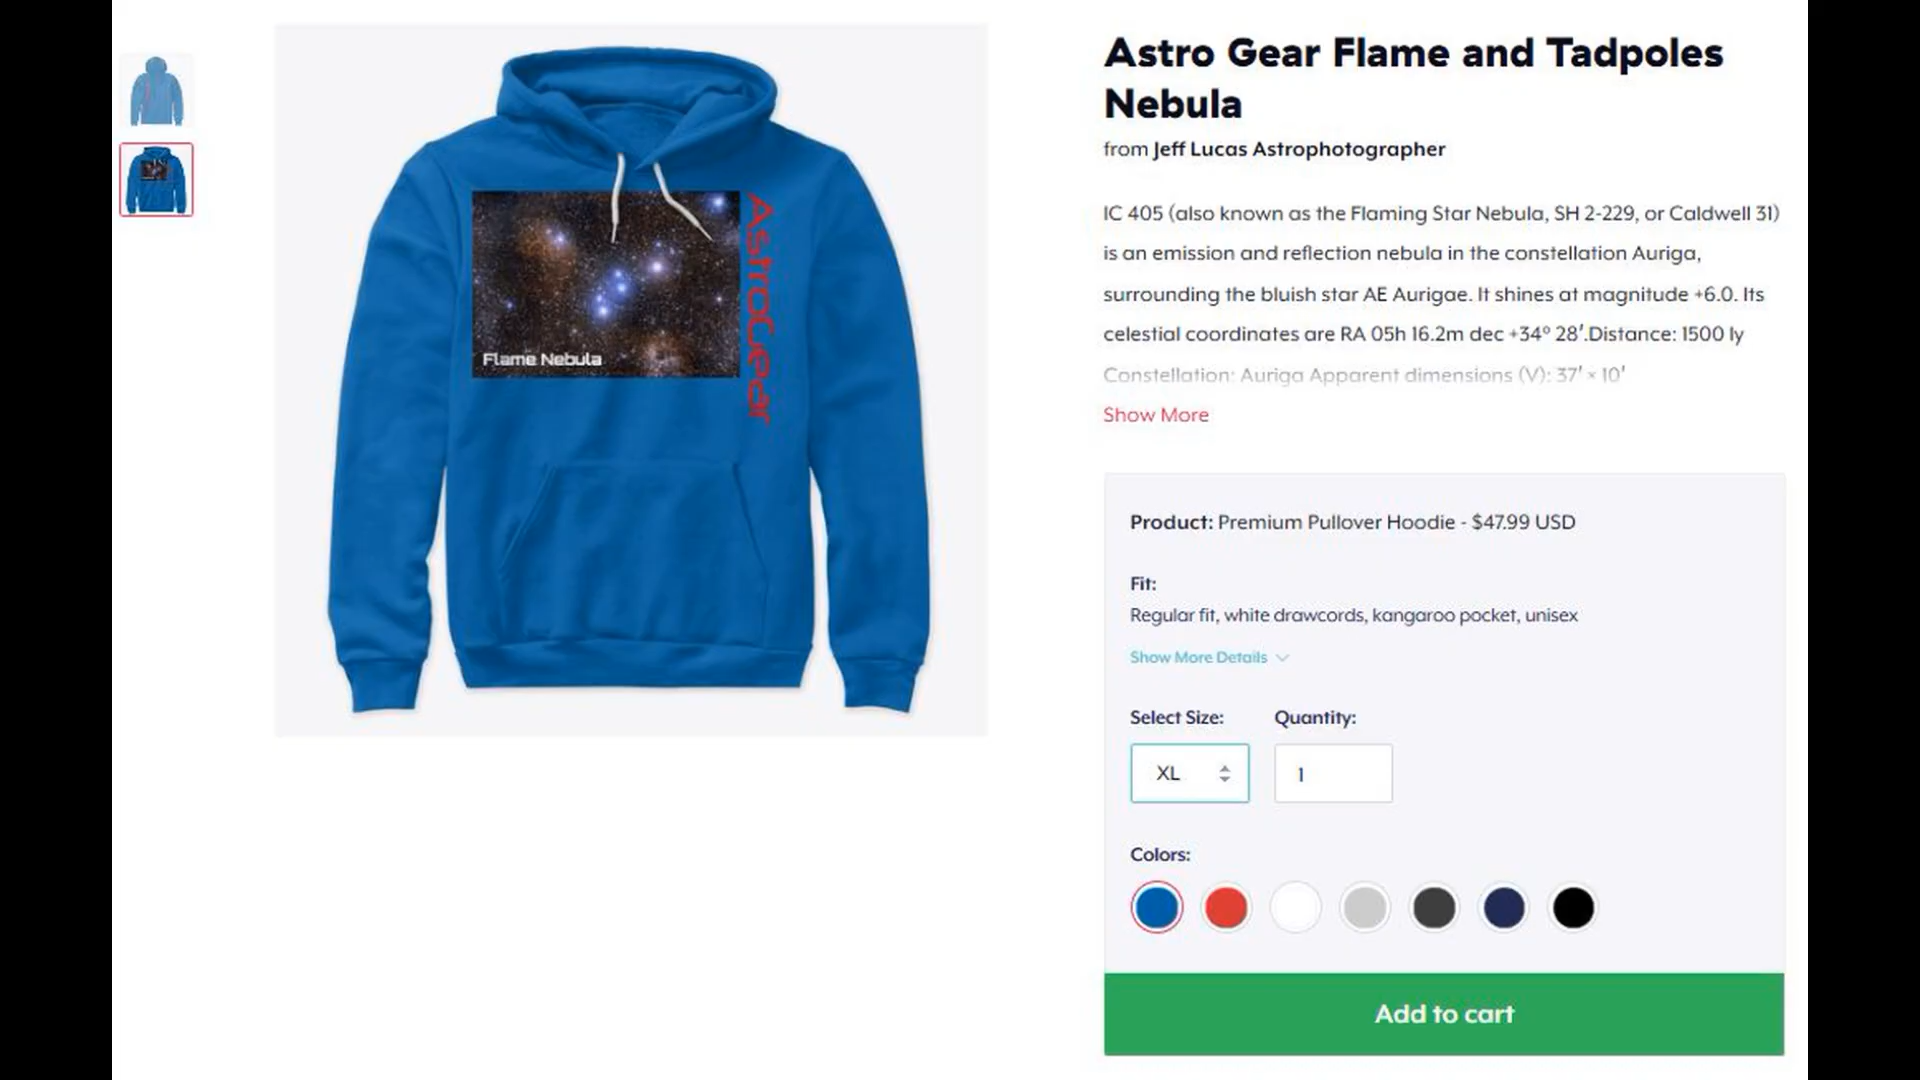 Astro Gear Flame and Tadpoles
Nebula
from Jeff Lucas Astrophotographer
IC 405 (also known as the Flaming Star Nebula, SH 2-229, or Caldwell 31)
is an emission and reflection nebula in the constellation Auriga,
surrounding the bluish star AE Aurigae. It shines at magnitude +6.0. Its
celestial coordinates are RA 05h 16.2m dec +34° 28′.Distance: 1500 ly
Constellation: Auriga Apparent dimensions (V): 37′ × 10′
Show More
AstroGear
Flame Nebula
Product: Premium Pullover Hoodie - $47.99 USD
Fit:
Regular fit, white drawcords, kangaroo pocket, unisex
Show More Details
Select Size: Quantity:
XL 1
Colors:
Add to cart